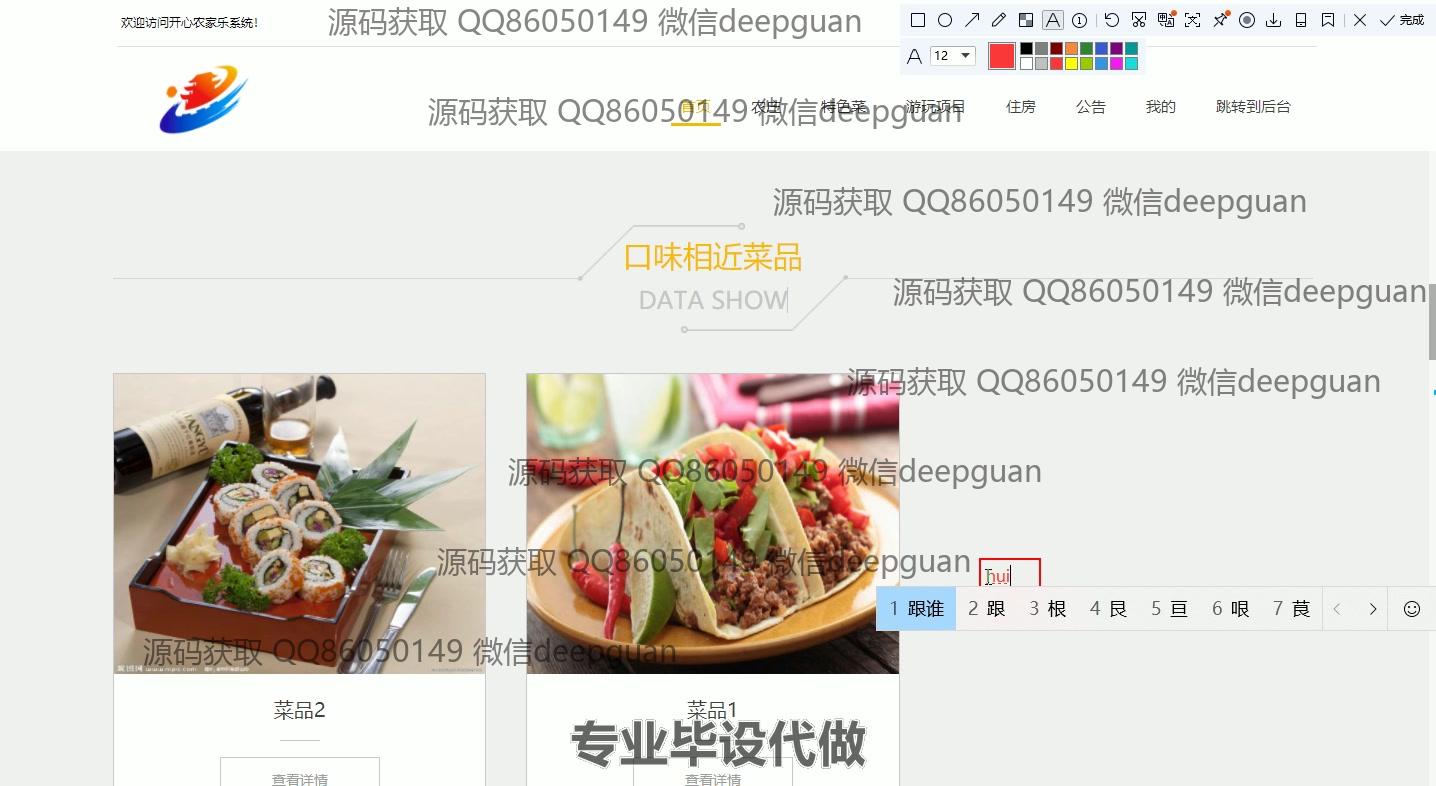 欢迎访问开心农家乐系统!
源码获取 QQ86050149 微信deepguan
12
完成
源码获取 QQ86050149 微信deepguan
首页 农庄 特色菜 游玩项目 住房 公告 我的 跳转到后台
源码获取 QQ86050149 微信deepguan
口味相近菜品
DATA SHOW
源码获取 QQ86050149 微信deepguan
源码获取 QQ86050149 微信deepguan
源码获取 QQ86050149 微信deepguan
源码获取 QQ86050149 微信deepguan
hui
1 跟谁 2 跟 3 根 4 艮 5 亘 6 哏 7 茛
源码获取 QQ86050149 微信deepguan
菜品2 菜品1
专业毕设代做
查看详情 查看详情